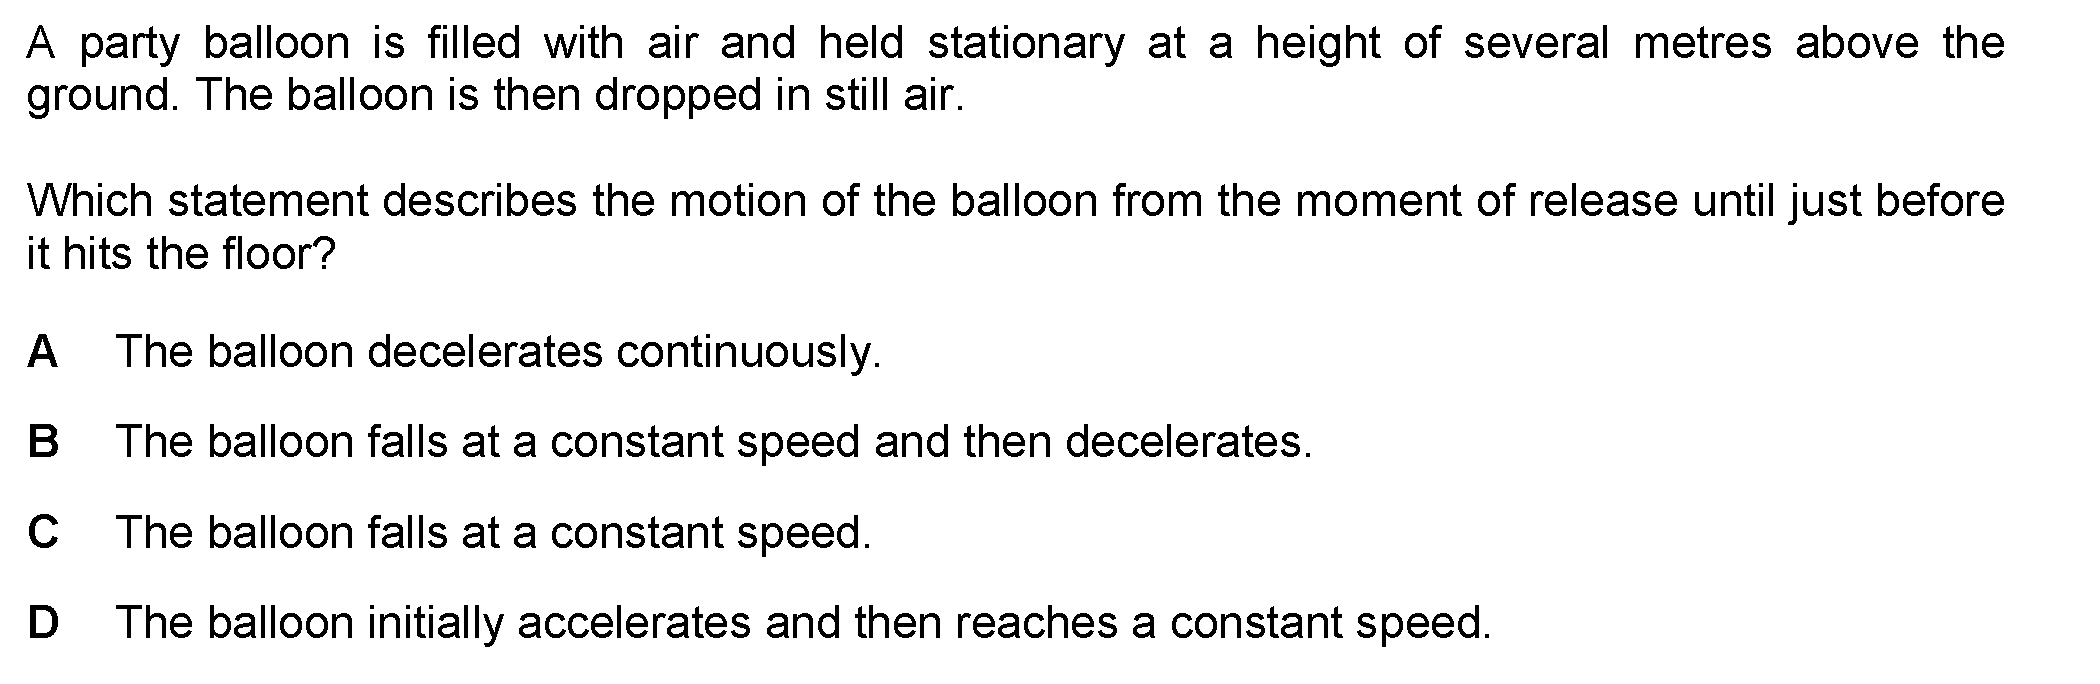 A party balloon is filled with air and held stationary at a height of several metres above the
ground. The balloon is then dropped in still air.
Which statement describes the motion of the balloon from the moment of release until just before
it hits the floor?
A The balloon decelerates continuously.
B The balloon falls at a constant speed and then decelerates.
C The balloon falls at a constant speed.
D The balloon initially accelerates and then reaches a constant speed.